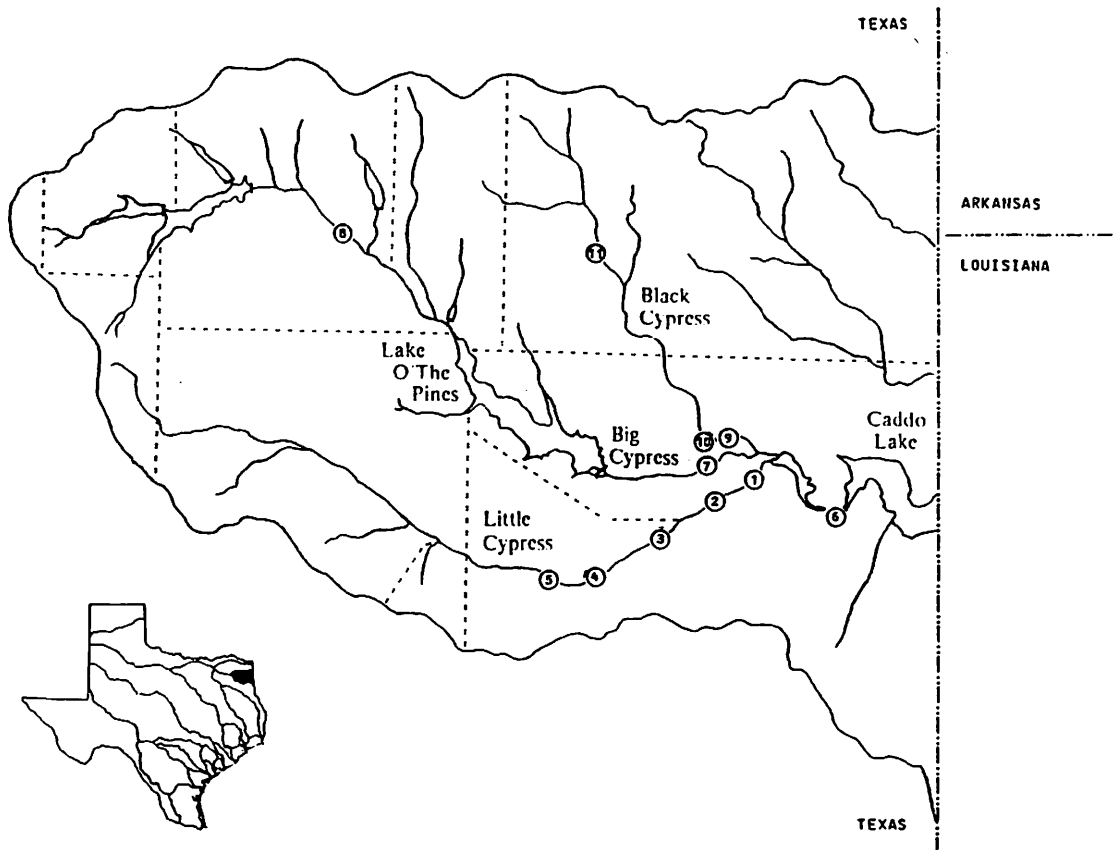 TEXAS
ARKANSAS
LOUISIANA
11
Black
Cypress
Lake
O'The
Pines
Caddo
Lake
Big
Cypress
10
9
7
1
2
6
3
Little
Cypress
5
4
TEXAS